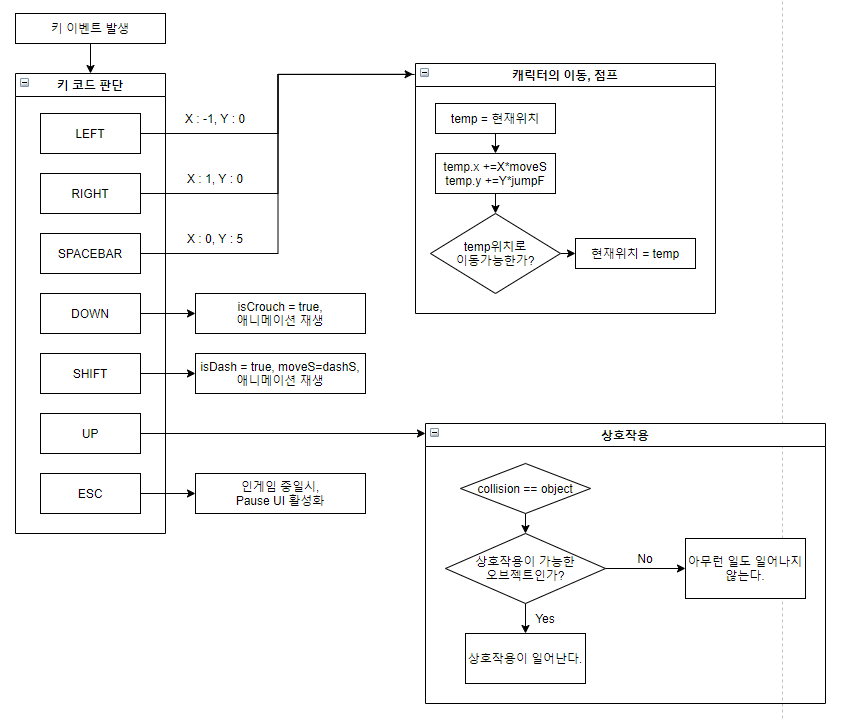 키 이벤트 발생
키 코드 판단
LEFT
X : -1, Y : 0
RIGHT
X : 1, Y : 0
SPACEBAR
X : 0, Y : 5
DOWN
isCrouch = true,
애니메이션 재생
SHIFT
isDash = true, moveS=dashS,
애니메이션 재생
UP
ESC
인게임 중일시,
Pause UI 활성화
캐릭터의 이동, 점프
temp = 현재위치
temp.x +=X*moveS
temp.y +=Y*jumpF
temp위치로
이동가능한가?
현재위치 = temp
상호작용
collision == object
상호작용이 가능한
오브젝트인가?
No
아무런 일도 일어나지
않는다.
Yes
상호작용이 일어난다.